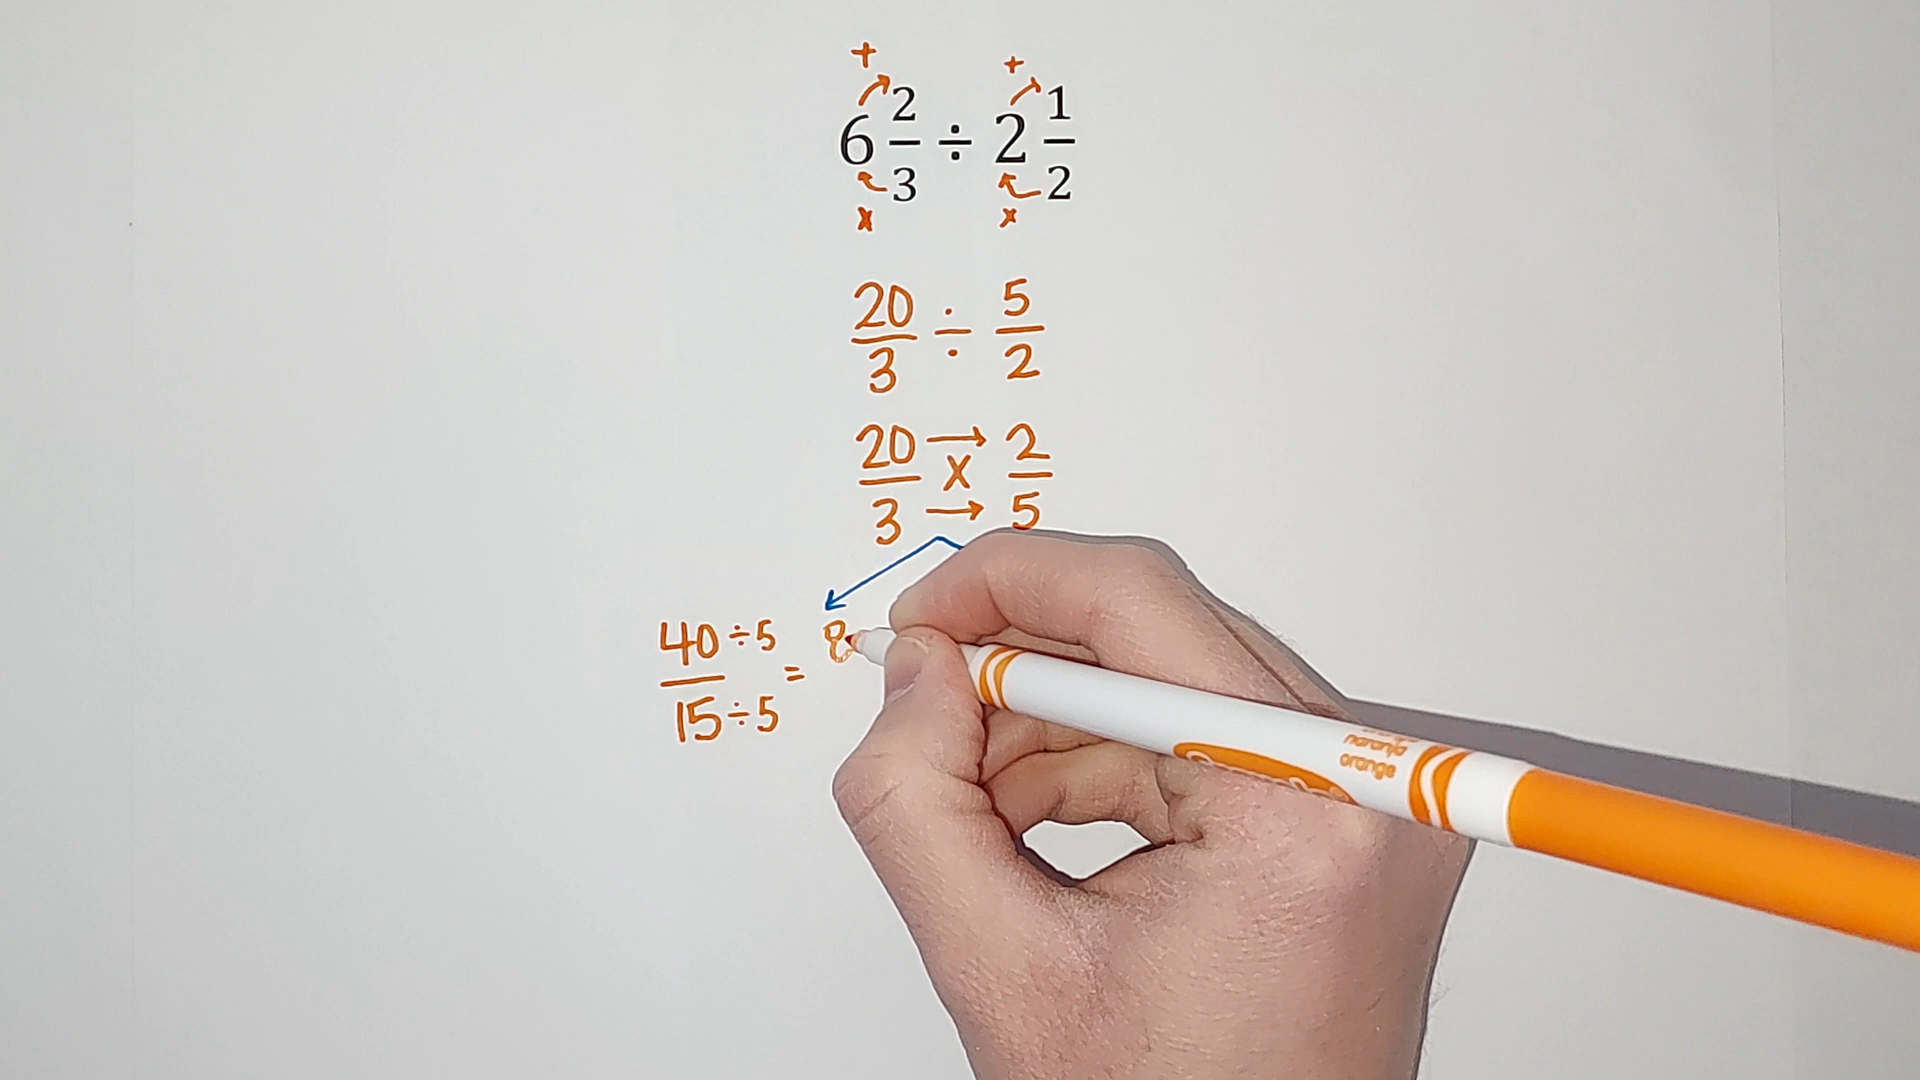 + +
6 2/3 ÷ 2 1/2
x x
20/3 ÷ 5/2
20/3 x 2/5
40÷5/15÷5 = 8
naranja
orange